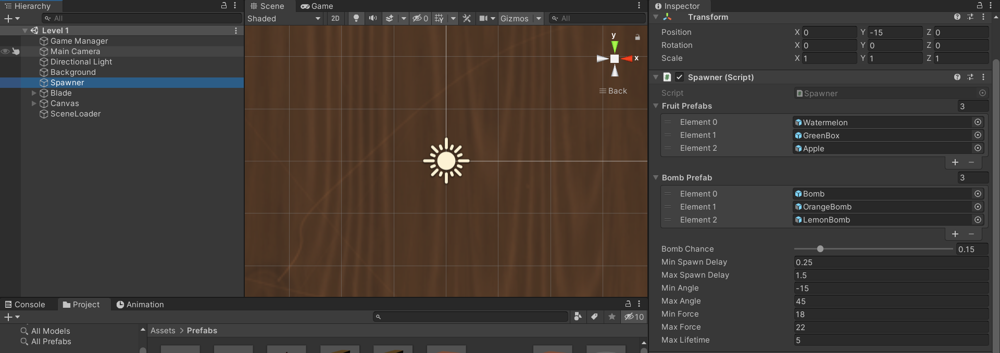 Hierarchy
All
Level 1
Game Manager
Main Camera
Directional Light
Background
Spawner
Blade
Canvas
SceneLoader
Scene
Game
Shaded
2D
0
Gizmos
All
y
x
Back
Console
Project
Animation
10
All Models
All Prefabs
Assets > Prefabs
Inspector
Transform
Position X 0 Y -15 Z 0
Rotation X 0 Y 0 Z 0
Scale X 1 Y 1 Z 1
# Spawner (Script)
Script # Spawner
Fruit Prefabs 3
Element 0 Watermelon
Element 1 GreenBox
Element 2 Apple
+ −
Bomb Prefab 3
Element 0 Bomb
Element 1 OrangeBomb
Element 2 LemonBomb
+ −
Bomb Chance 0.15
Min Spawn Delay 0.25
Max Spawn Delay 1.5
Min Angle -15
Max Angle 45
Min Force 18
Max Force 22
Max Lifetime 5